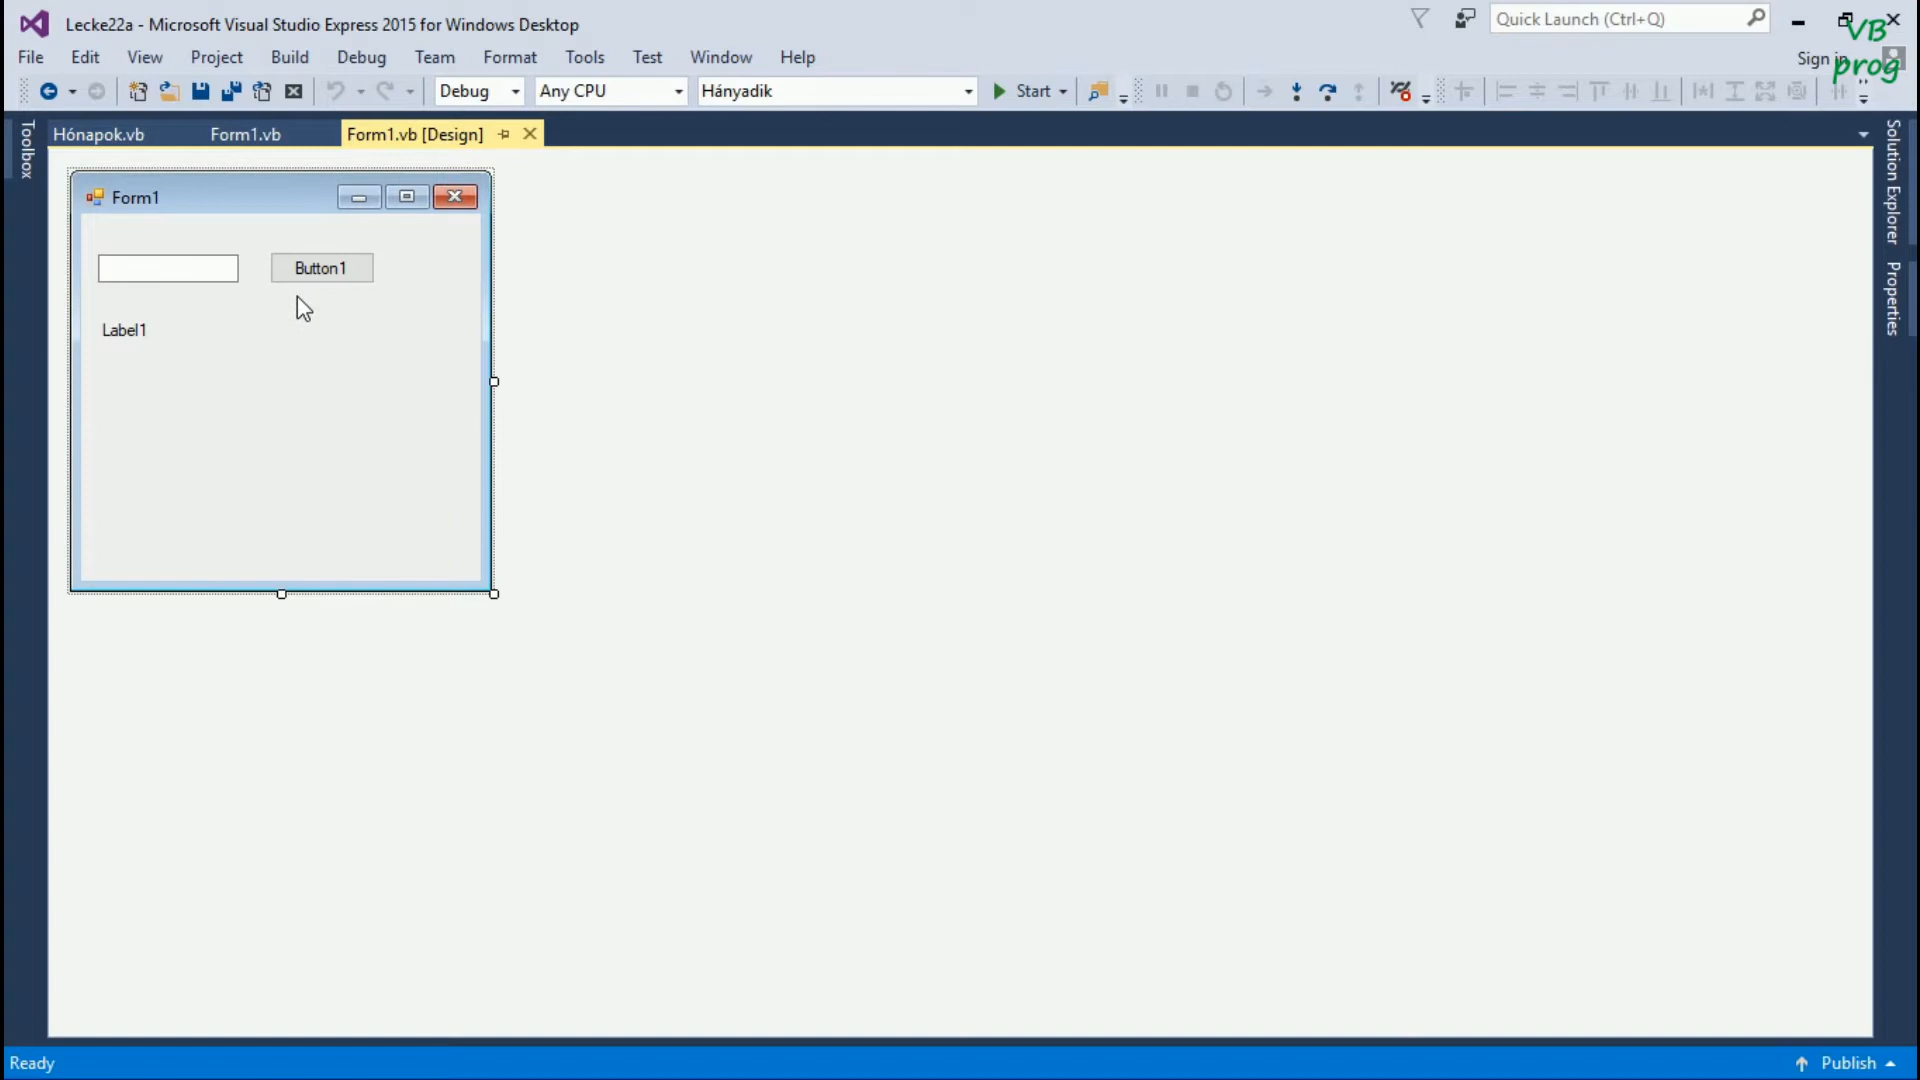 Lecke22a - Microsoft Visual Studio Express 2015 for Windows Desktop
Quick Launch (Ctrl+Q)
VB
prog
File Edit View Project Build Debug Team Format Tools Test Window Help
Sign in
Debug Any CPU Hányadik Start
Toolbox
Hónapok.vb Form1.vb Form1.vb [Design]
Solution Explorer
Properties
Form1
Button1
Label1
Ready
Publish